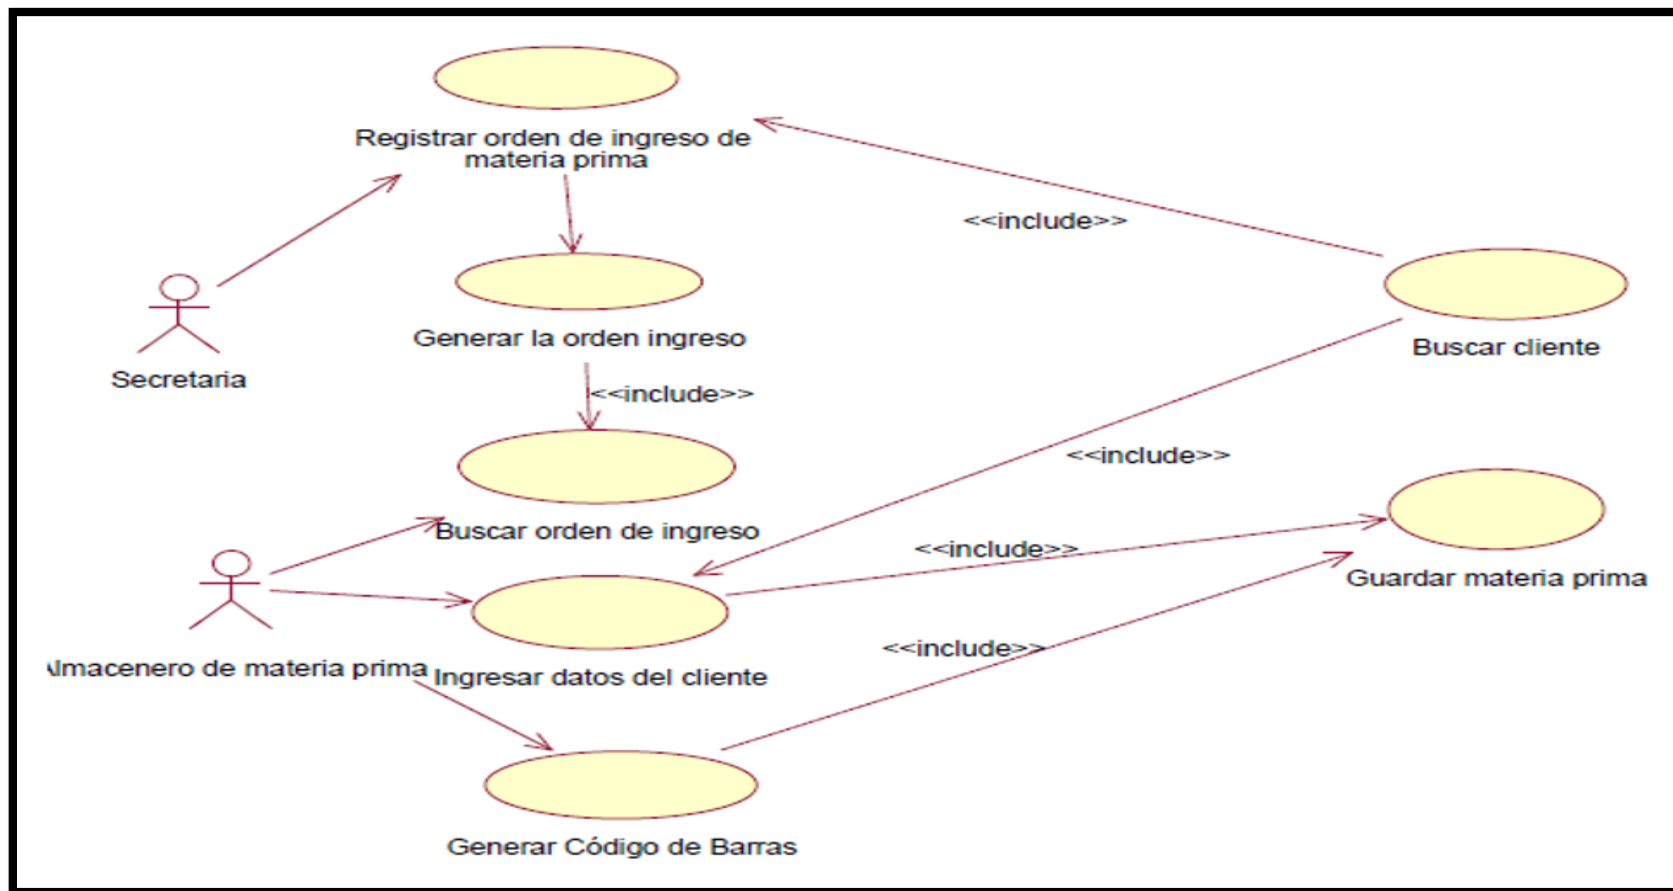 Registrar orden de ingreso de
materia prima
<<include>>
Generar la orden ingreso
Buscar cliente
Secretaria
<<include>>
<<include>>
Buscar orden de ingreso
<<include>>
Guardar materia prima
<<include>>
lmacenero de materia prima
Ingresar datos del cliente
Generar Código de Barras